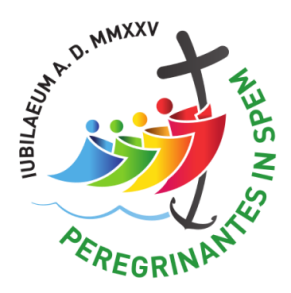 IUBILAEUM A. D. MMXXV
PEREGRINANTES IN SPEM